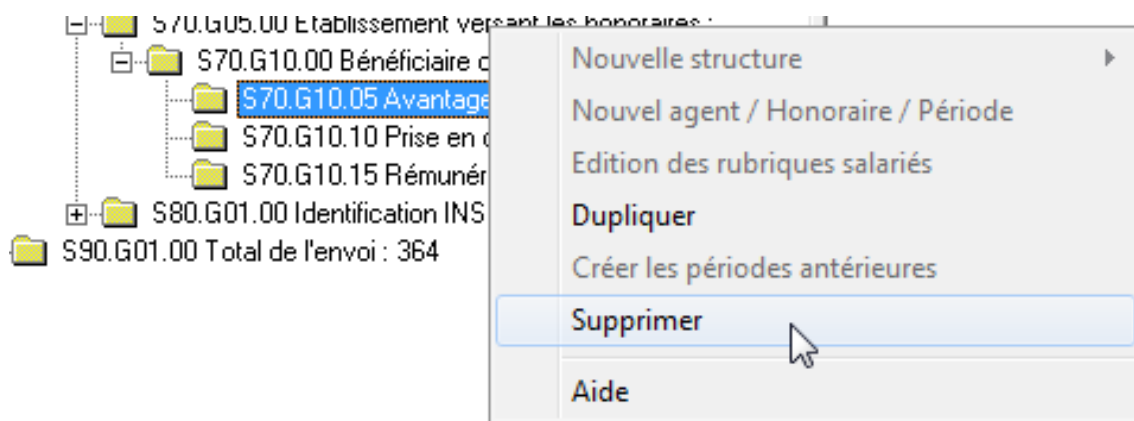 S70.G05.00 Etablissement versant les honoraires :
S70.G10.00 Bénéficiaire
S70.G10.05 Avantage
S70.G10.10 Prise en
S70.G10.15 Rémunér
S80.G01.00 Identification INS
S90.G01.00 Total de l'envoi : 364
Nouvelle structure
Nouvel agent / Honoraire / Période
Edition des rubriques salariés
Dupliquer
Créer les périodes antérieures
Supprimer
Aide